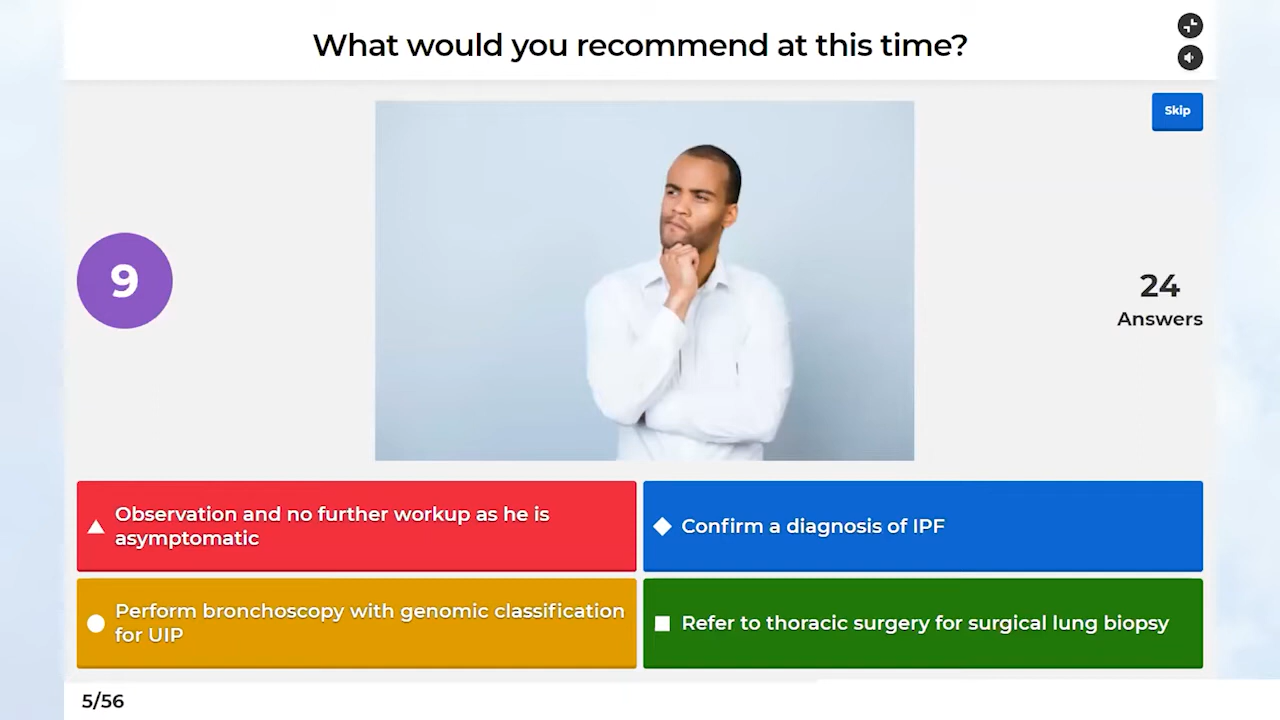 What would you recommend at this time?
Skip
9
24
Answers
Observation and no further workup as he is
asymptomatic
Confirm a diagnosis of IPF
Perform bronchoscopy with genomic classification
for UIP
Refer to thoracic surgery for surgical lung biopsy
5/56